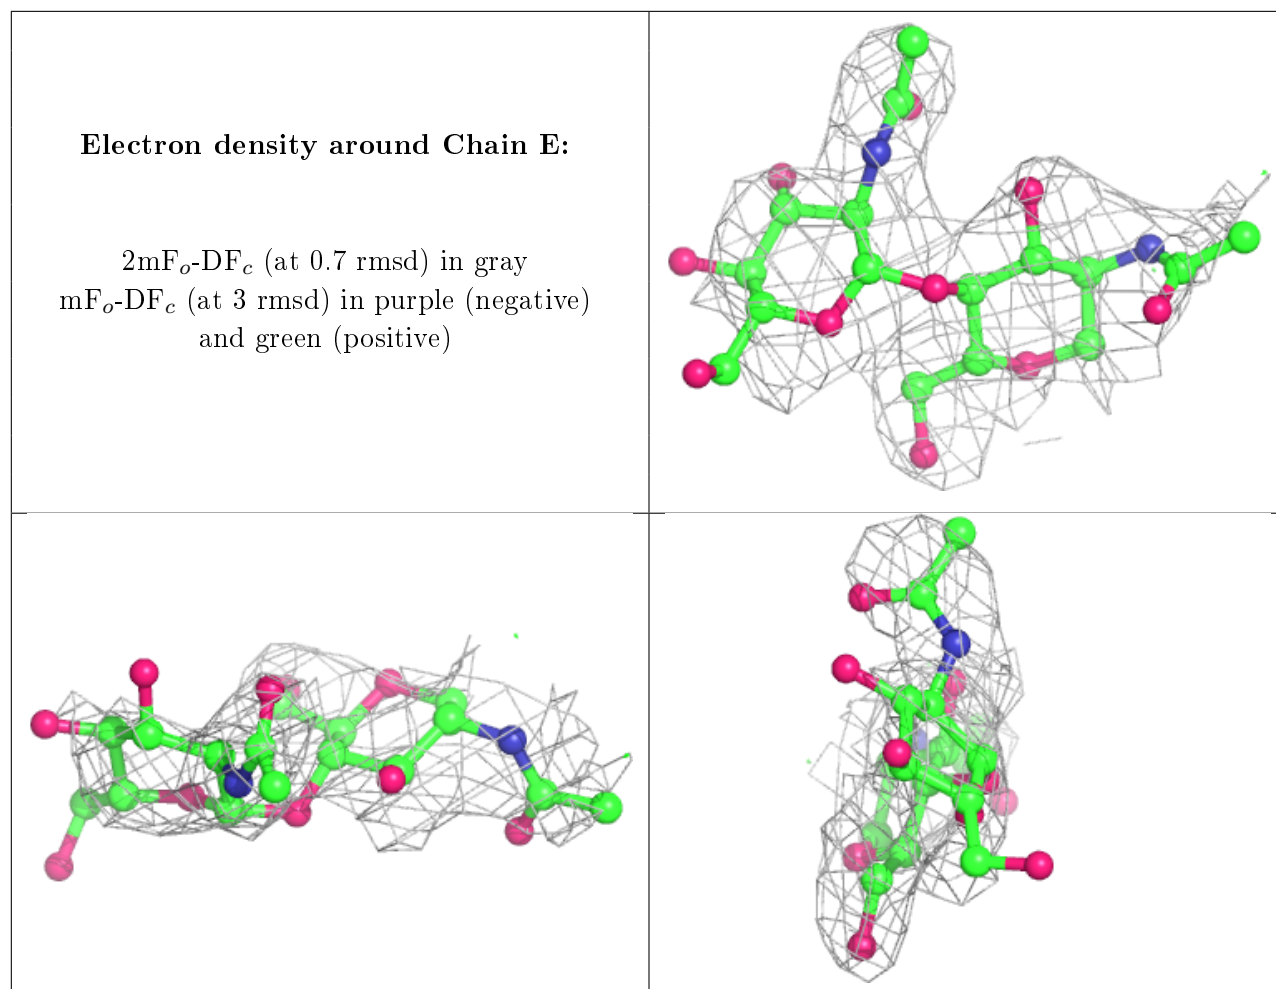 Electron density around Chain E:
2mFₒ-DF𝒸 (at 0.7 rmsd) in gray
mFₒ-DF𝒸 (at 3 rmsd) in purple (negative)
and green (positive)